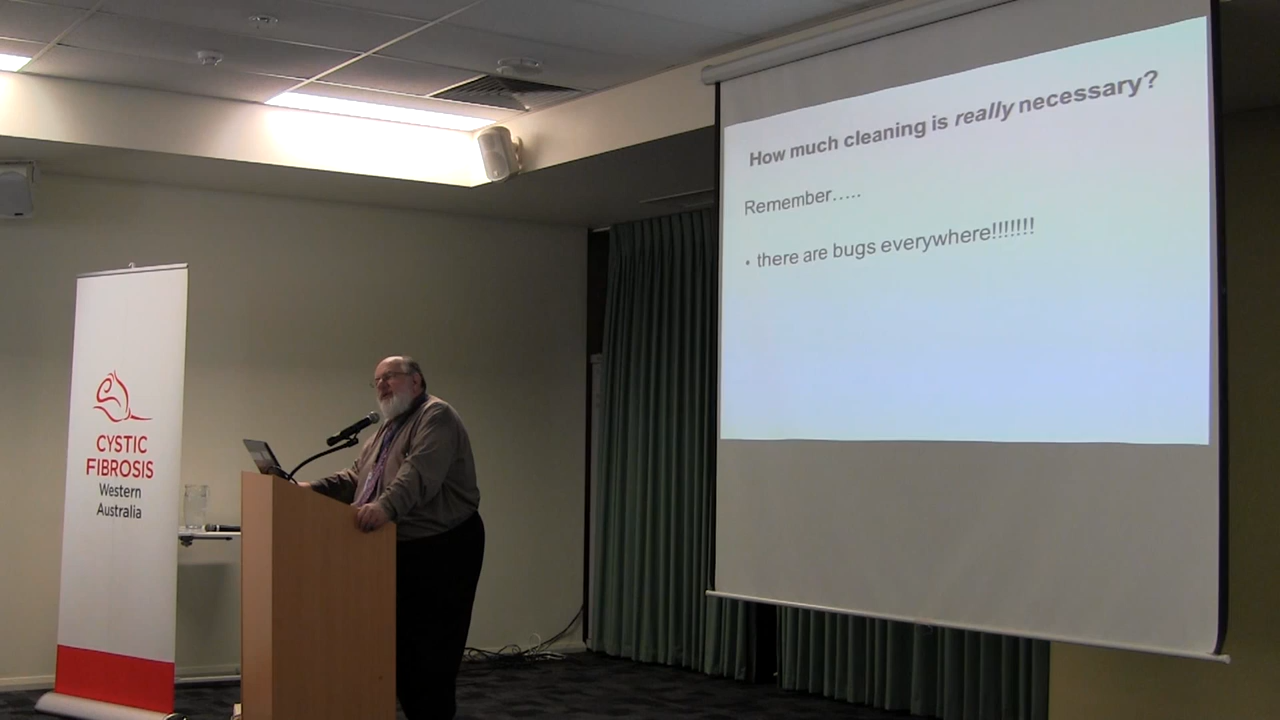 How much cleaning is really necessary?
Remember.....
• there are bugs everywhere!!!!!!!
CYSTIC
FIBROSIS
Western
Australia